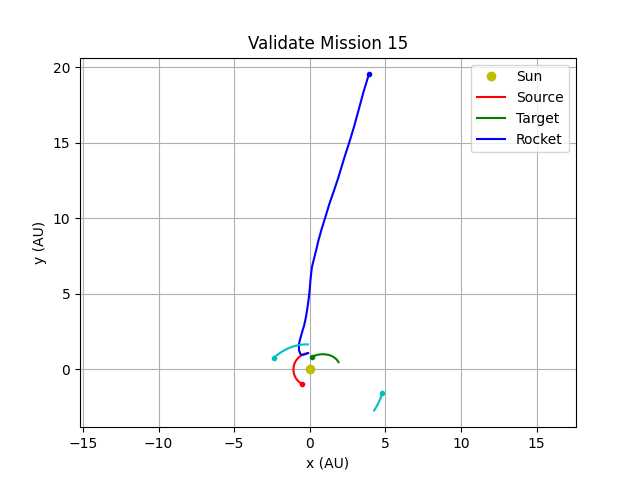 Validate Mission 15
20
15
10
5
0
y (AU)
−15
−10
−5
0
5
10
15
x (AU)
Sun
Source
Target
Rocket